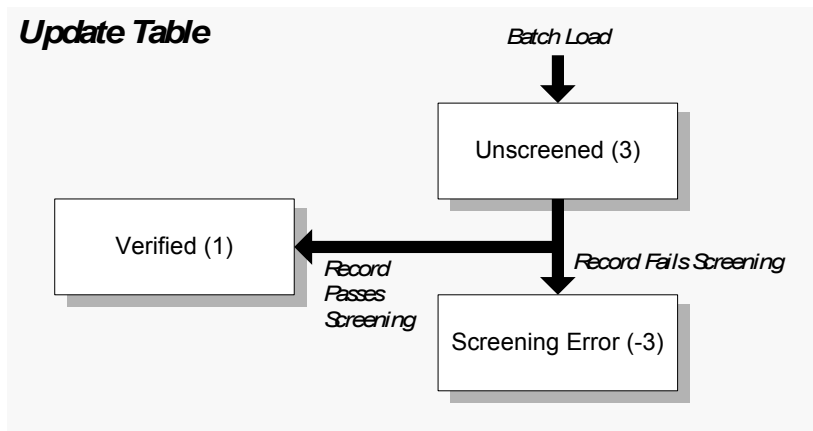 Update Table
Batch Load
Unscreened (3)
Verified (1)
Record
Passes
Screening
Record Fails Screening
Screening Error (-3)